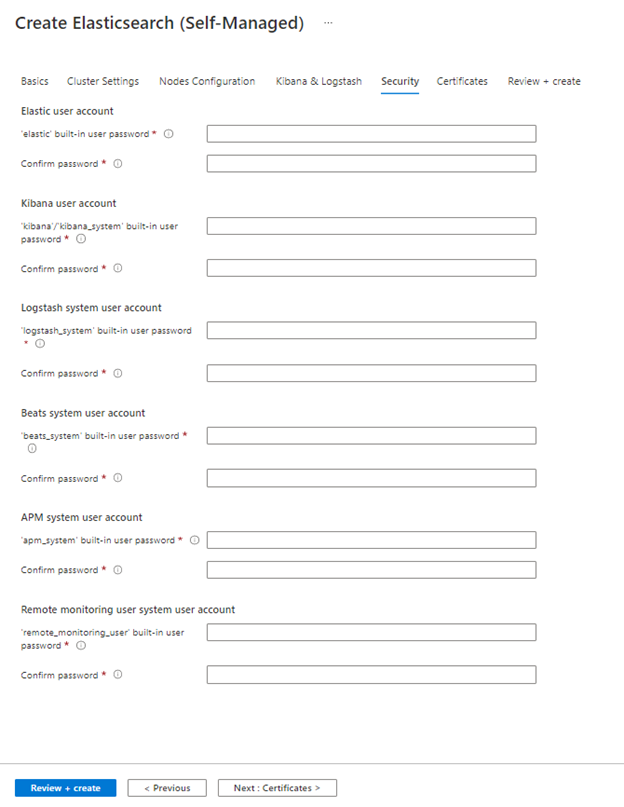 Create Elasticsearch (Self-Managed) ...
Basics Cluster Settings Nodes Configuration Kibana & Logstash Security Certificates Review + create
Elastic user account
'elastic' built-in user password *
Confirm password *
Kibana user account
'kibana'/'kibana_system' built-in user
password *
Confirm password *
Logstash system user account
'logstash_system' built-in user password
*
Confirm password *
Beats system user account
'beats_system' built-in user password *
Confirm password *
APM system user account
'apm_system' built-in user password *
Confirm password *
Remote monitoring user system user account
'remote_monitoring_user' built-in user
password *
Confirm password *
Review + create < Previous Next : Certificates >